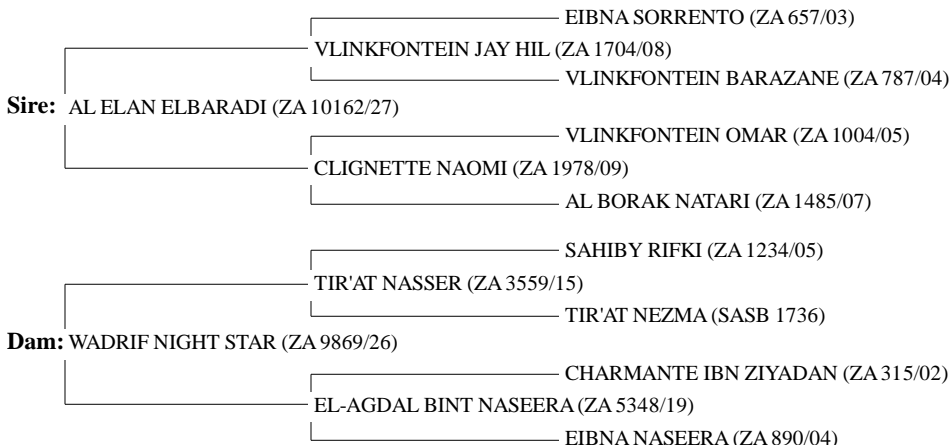 EIBNA SORRENTO (ZA 657/03)
VLINKFONTEIN JAY HIL (ZA 1704/08)
VLINKFONTEIN BARAZANE (ZA 787/04)
Sire: AL ELAN ELBARADI (ZA 10162/27)
VLINKFONTEIN OMAR (ZA 1004/05)
CLIGNETTE NAOMI (ZA 1978/09)
AL BORAK NATARI (ZA 1485/07)
SAHIBY RIFKI (ZA 1234/05)
TIR'AT NASSER (ZA 3559/15)
TIR'AT NEZMA (SASB 1736)
Dam: WADRIF NIGHT STAR (ZA 9869/26)
CHARMANTE IBN ZIYADAN (ZA 315/02)
EL-AGDAL BINT NASEERA (ZA 5348/19)
EIBNA NASEERA (ZA 890/04)